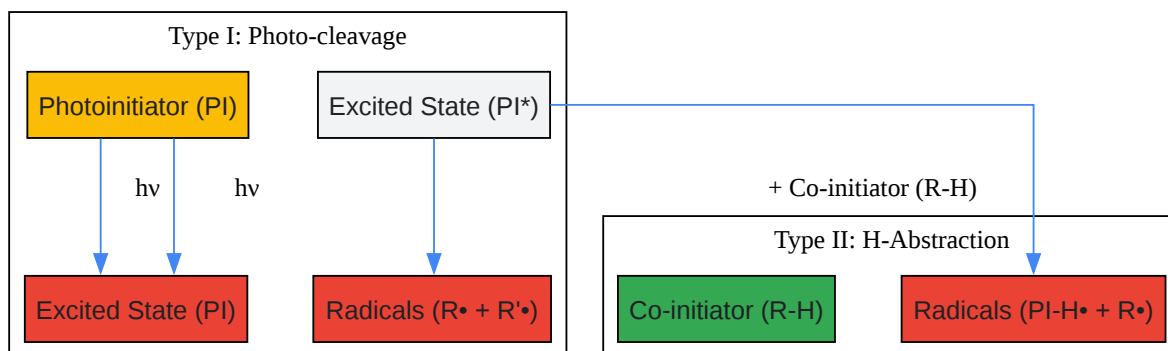 Type I: Photo-cleavage
Photoinitiator (PI)
Excited State (PI*)
hν
hν
+ Co-initiator (R-H)
Type II: H-Abstraction
Excited State (PI)
Radicals (R• + R'•)
Co-initiator (R-H)
Radicals (PI-H• + R•)